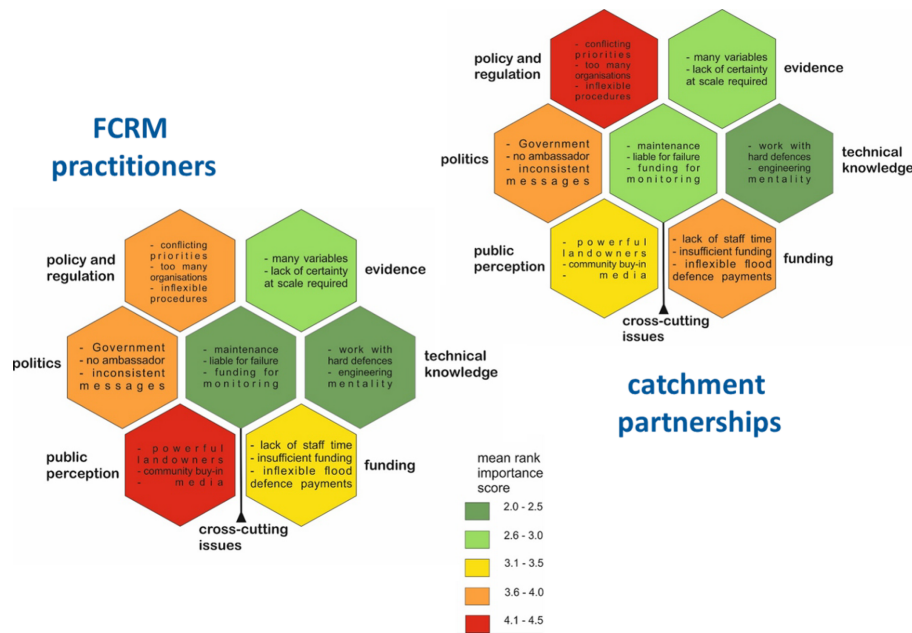 policy and
regulation
- conflicting
priorities
- too many
organisations
- inflexible
procedures
- many variables
- lack of certainty
at scale required
evidence
politics
- Government
- no ambassador
- inconsistent
messages
- maintenance
- liable for failure
- funding for
monitoring
- work with
hard defences
- engineering
mentality
technical
knowledge
public
perception
- powerful
landowners
- community buy-in
- media
- lack of staff time
- insufficient funding
- inflexible flood
defence payments
funding
cross-cutting
issues
catchment
partnerships
FCRM
practitioners
policy and
regulation
- conflicting
priorities
- too many
organisations
- inflexible
procedures
- many variables
- lack of certainty
at scale required
evidence
politics
- Government
- no ambassador
- inconsistent
messages
- maintenance
- liable for failure
- funding for
monitoring
- work with
hard defences
- engineering
mentality
technical
knowledge
public
perception
- powerful
landowners
- community buy-in
- media
- lack of staff time
- insufficient funding
- inflexible flood
defence payments
funding
cross-cutting
issues
mean rank
importance
score
2.0 - 2.5
2.6 - 3.0
3.1 - 3.5
3.6 - 4.0
4.1 - 4.5